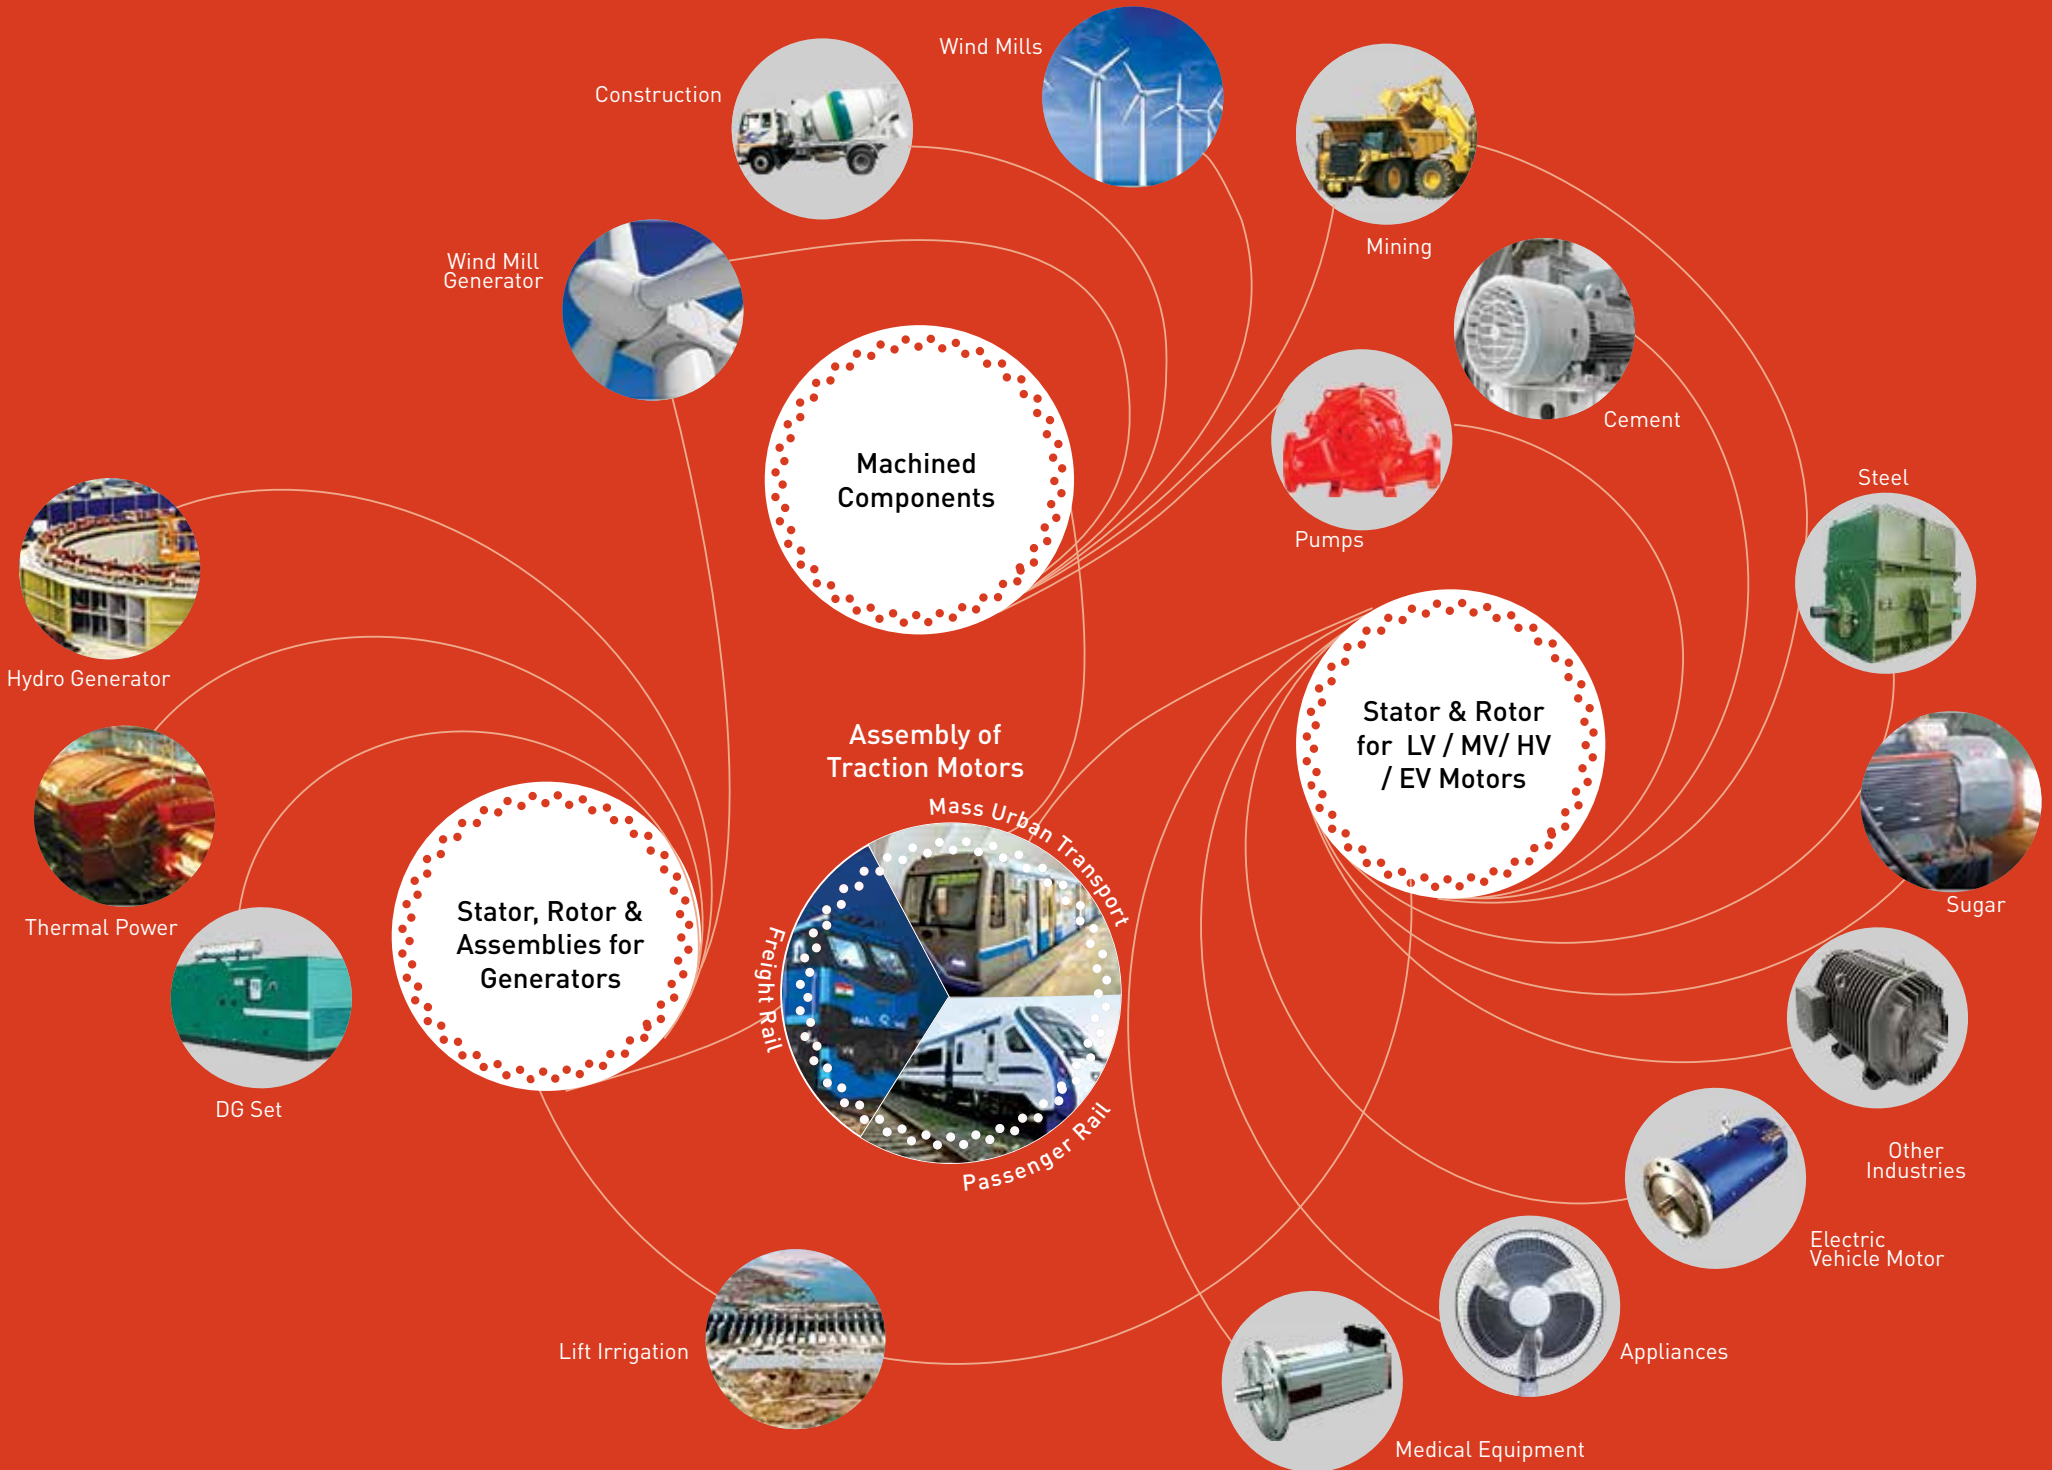 Wind Mills
Construction
Mining
Wind Mill
Generator
Cement
Machined
Components
Steel
Pumps
Hydro Generator
Stator & Rotor
for LV / MV/ HV
/ EV Motors
Assembly of
Traction Motors
Mass Urban Transport
Freight Rail
Passenger Rail
Thermal Power
Stator, Rotor &
Assemblies for
Generators
Sugar
DG Set
Other
Industries
Electric
Vehicle Motor
Lift Irrigation
Appliances
Medical Equipment